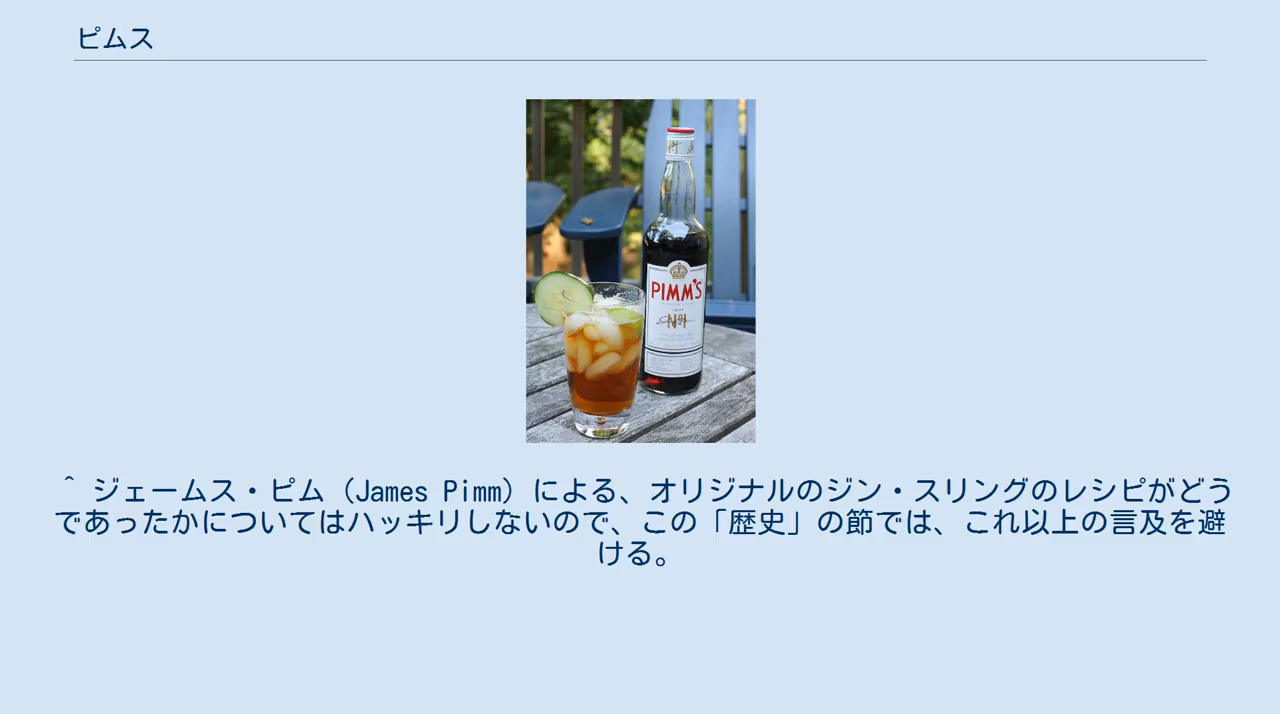 ピムス
PIMM'S
Nº1
^ ジェームス・ピム（James Pimm）による、オリジナルのジン・スリングのレシピがどう
であったかについてはハッキリしないので、この「歴史」の節では、これ以上の言及を避
ける。